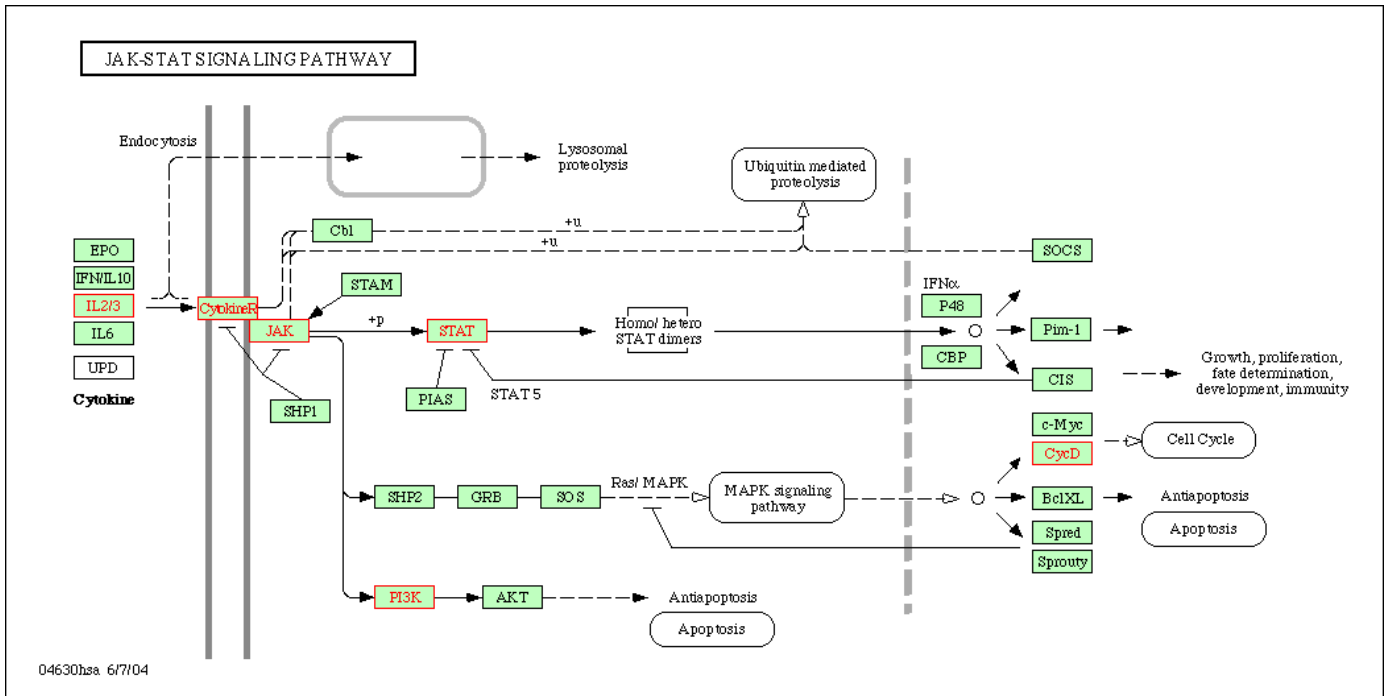 JAK-STAT SIGNALING PATHWAY
Endocytosis
Lysosomal
proteolysis
Ubiquitin mediated
proteolysis
Cbl
+u
+u
EPO
IFN/IL10
IL2/3
IL6
UPD
Cytokine
CytokineR
JAK
STAM
+p
STAT
Homo/ hetero
STAT dimers
IFNα
P48
CBP
SOCS
Pim-1
CIS
Growth, proliferation,
fate determination,
development, immunity
SHP1
PIAS
STAT 5
c-Myc
CycD
Cell Cycle
SHP2
GRB
SOS
Ras/ MAPK
MAPK signaling
pathway
BclXL
Antiapoptosis
Apoptosis
Spred
Sprouty
PI3K
AKT
Antiapoptosis
Apoptosis
04630hsa 6/7/04